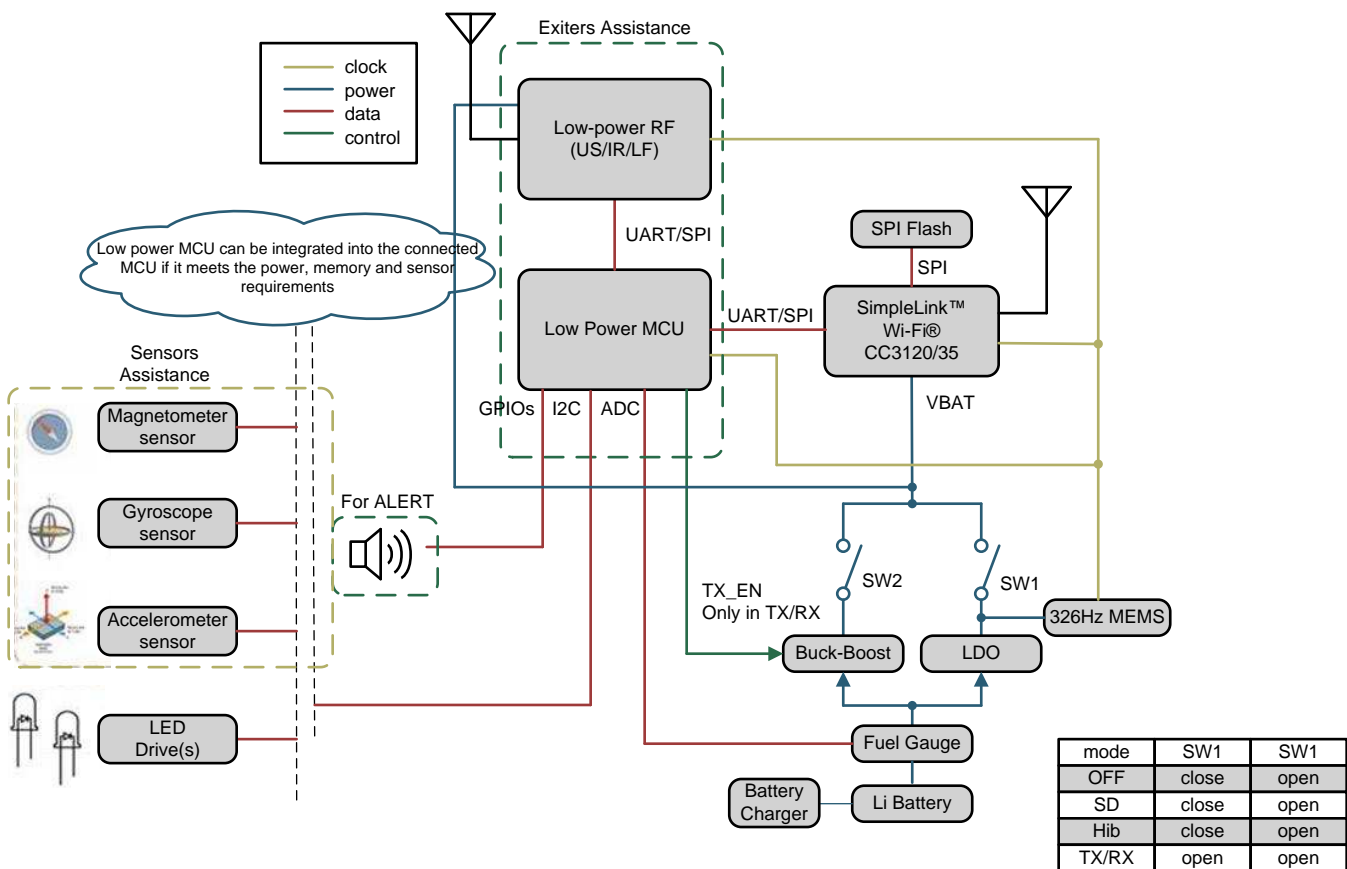 Exiters Assistance
clock
power
data
control
Low-power RF
(US/IR/LF)
Low power MCU can be integrated into the connected
MCU if it meets the power, memory and sensor
requirements
UART/SPI
SPI Flash
SPI
Low Power MCU
UART/SPI
SimpleLink™
Wi-Fi®
CC3120/35
Sensors
Assistance
GPIOs
I2C
ADC
VBAT
Magnetometer
sensor
Gyroscope
sensor
For ALERT
Accelerometer
sensor
SW2
SW1
TX_EN
Only in TX/RX
326Hz MEMS
Buck-Boost
LDO
LED
Drive(s)
Fuel Gauge
Battery
Charger
Li Battery
mode SW1 SW1
OFF close open
SD close open
Hib close open
TX/RX open open